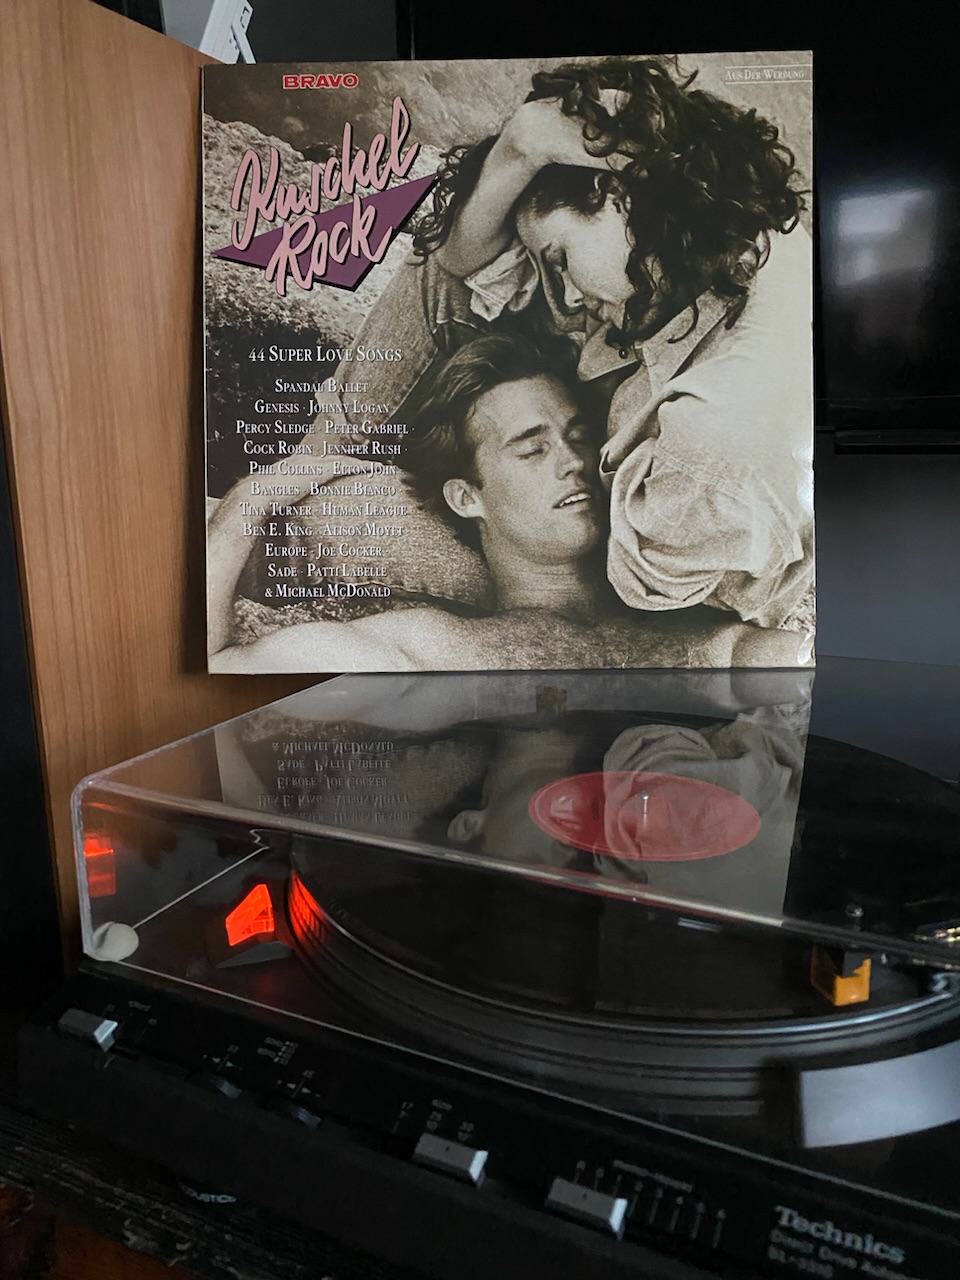 BRAVO
AUS DER WERBUNG
Kuschel
Rock
44 SUPER LOVE SONGS
SPANDAU BALLET
GENESIS · JOHNNY LOGAN
PERCY SLEDGE · PETER GABRIEL ·
COCK ROBIN · JENNIFER RUSH ·
PHIL COLLINS · ELTON JOHN
BANGLES · BONNIE BIANCO
TINA TURNER · HUMAN LEAGUE
BEN E. KING · ALISON MOYET
EUROPE · JOE COCKER
SADE · PATTI LABELLE
& MICHAEL MCDONALD
Technics
Direct Drive